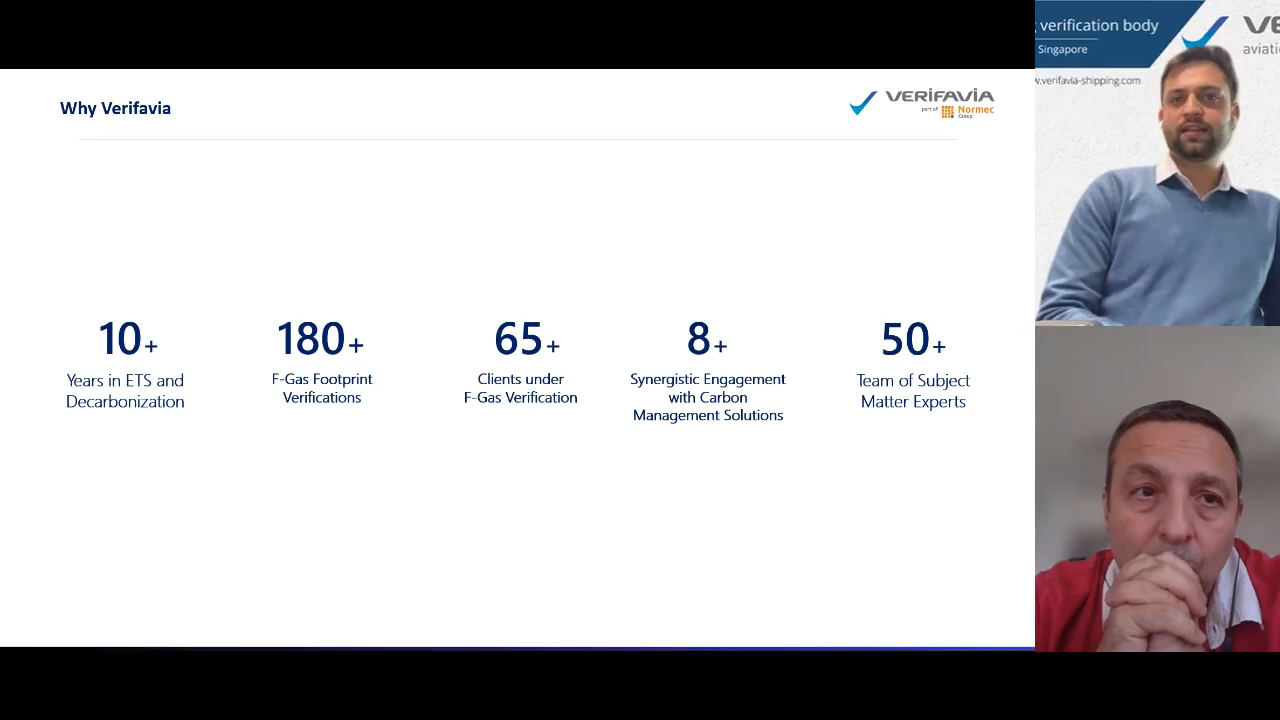 Why Verifavia
VERIFAVIA
part of Normec
Group
10+
Years in ETS and
Decarbonization
180+
F-Gas Footprint
Verifications
65+
Clients under
F-Gas Verification
8+
Synergistic Engagement
with Carbon
Management Solutions
50+
Team of Subject
Matter Experts
verification body
Singapore
.verifavia-shipping.com
VE
aviati